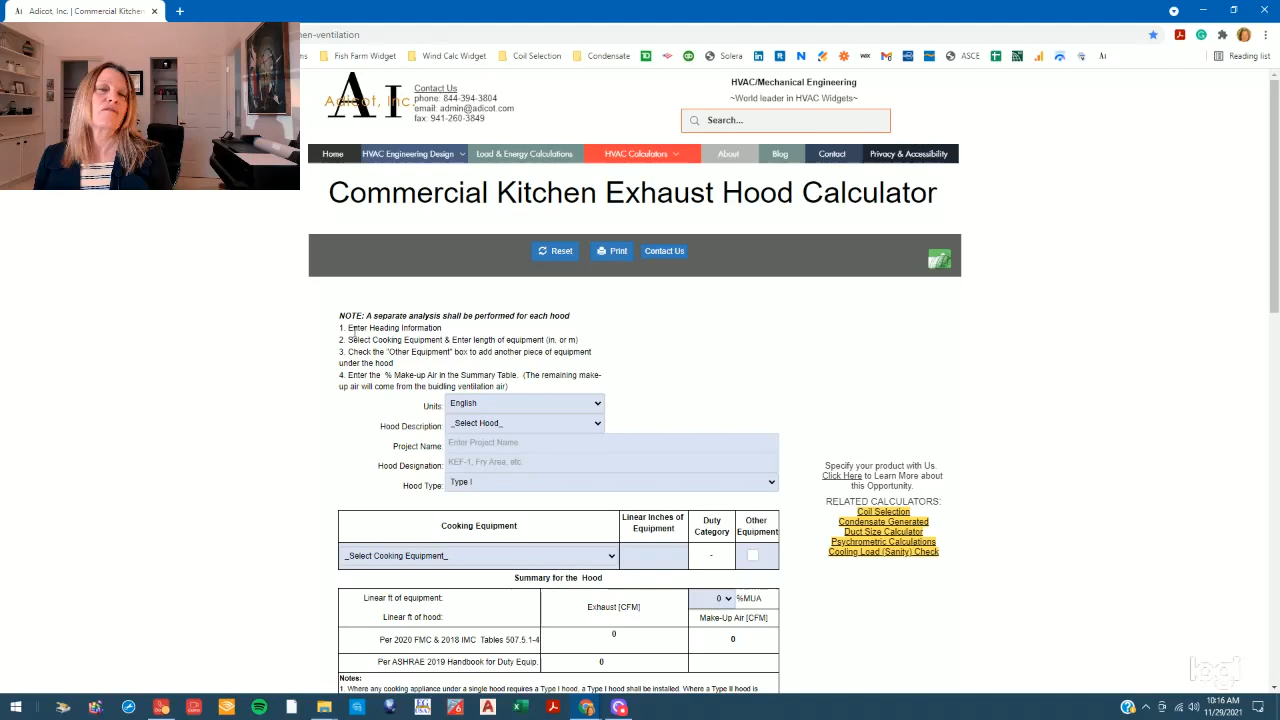 Adicot, Inc. | Commercial Kitche
nen-ventilation
ns
Fish Farm Widget
Wind Calc Widget
Coil Selection
Condensate
Solera
ASCE
Reading list
Adicot, Inc.
Contact Us
phone: 844-394-3804
email: admin@adicot.com
fax: 941-260-3849
HVAC/Mechanical Engineering
~World leader in HVAC Widgets~
Search...
Home
HVAC Engineering Design
Load & Energy Calculations
HVAC Calculators
About
Blog
Contact
Privacy & Accessibility
Commercial Kitchen Exhaust Hood Calculator
Reset
Print
Contact Us
NOTE: A separate analysis shall be performed for each hood
1. Enter Heading Information
2. Select Cooking Equipment & Enter length of equipment (in. or m)
3. Check the "Other Equipment" box to add another piece of equipment
under the hood
4. Enter the % Make-up Air in the Summary Table. (The remaining make-
up air will come from the buidling ventilation air)
Units: English
Hood Description: _Select Hood_
Project Name: Enter Project Name
Hood Designation: KEF-1, Fry Area, etc.
Hood Type: Type I
Specify your product with Us.
Click Here to Learn More about
this Opportunity.
RELATED CALCULATORS:
Coil Selection
Condensate Generated
Duct Size Calculator
Psychrometric Calculations
Cooling Load (Sanity) Check
Cooking Equipment
Linear Inches of
Equipment
Duty
Category
Other
Equipment
_Select Cooking Equipment_
-
Summary for the Hood
Linear ft of equipment:
Exhaust [CFM]
0 %MUA
Linear ft of hood:
Make-Up Air [CFM]
Per 2020 FMC & 2018 IMC Tables 507.5.1-4
0
0
Per ASHRAE 2019 Handbook for Duty Equip.
0
Notes:
1. Where any cooking appliance under a single hood requires a Type I hood, a Type I hood shall be installed. Where a Type II hood is
10:16 AM
11/29/2021